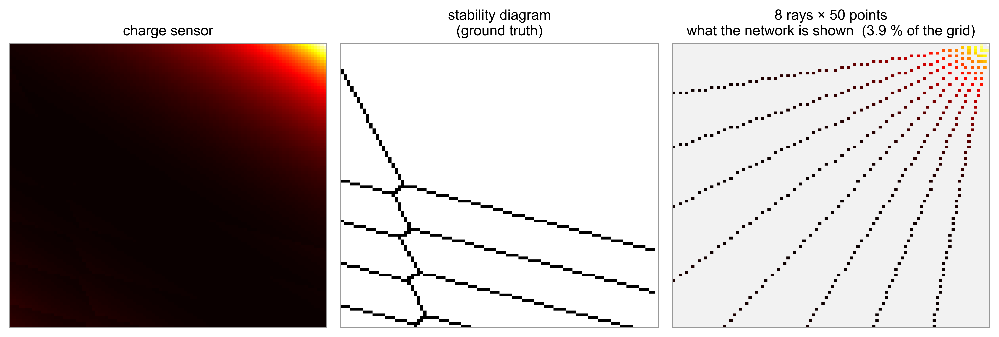 charge sensor
stability diagram
(ground truth)
8 rays × 50 points
what the network is shown (3.9 % of the grid)